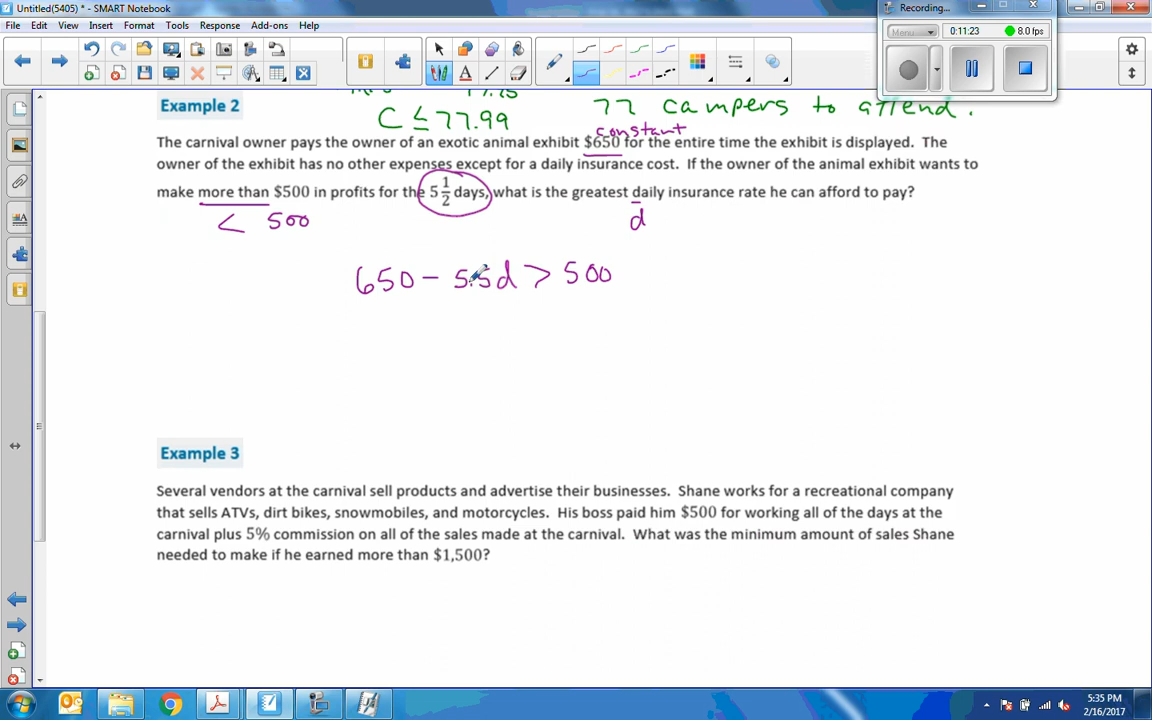 Untitled(5405) * - SMART Notebook
Recording...
File Edit View Insert Format Tools Response Add-ons Help
Menu
0:11:23
8.0 fps
Example 2
C ≤ 77.99
77 campers to attend.
constant
The carnival owner pays the owner of an exotic animal exhibit $650 for the entire time the exhibit is displayed. The
owner of the exhibit has no other expenses except for a daily insurance cost. If the owner of the animal exhibit wants to
make more than $500 in profits for the 5 1/2 days, what is the greatest daily insurance rate he can afford to pay?
< 500
d
650 - 5.5d > 500
Example 3
Several vendors at the carnival sell products and advertise their businesses. Shane works for a recreational company
that sells ATVs, dirt bikes, snowmobiles, and motorcycles. His boss paid him $500 for working all of the days at the
carnival plus 5% commission on all of the sales made at the carnival. What was the minimum amount of sales Shane
needed to make if he earned more than $1,500?
5:35 PM
2/16/2017